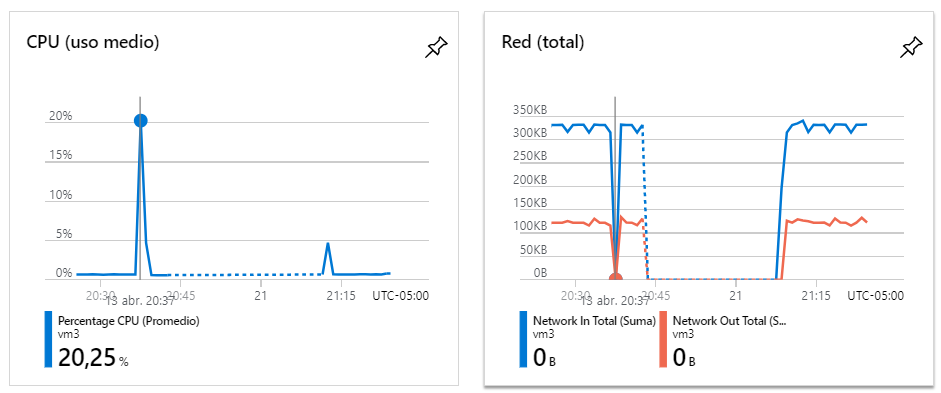 CPU (uso medio)
20%
15%
10%
5%
0%
20:30
13 abr. 20:37
20:45
21
21:15
UTC-05:00
Percentage CPU (Promedio)
vm3
20,25 %
Red (total)
350KB
300KB
250KB
200KB
150KB
100KB
50KB
0B
20:30
13 abr. 20:37
20:45
21
21:15
UTC-05:00
Network In Total (Suma)
vm3
0 B
Network Out Total (S...
vm3
0 B